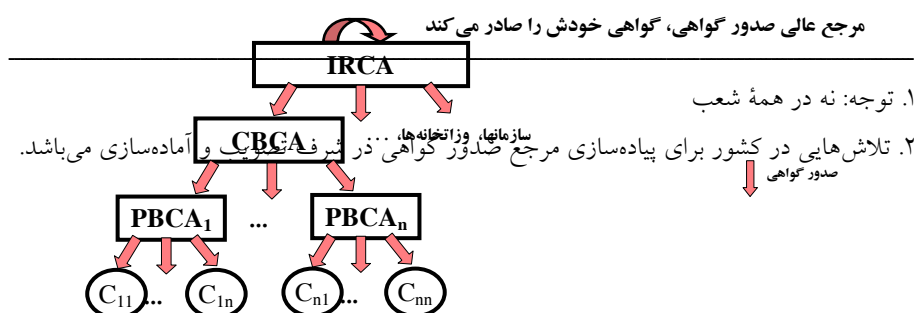 مرجع عالی صدور گواهی، گواهی خودش را صادر می‌کند
IRCA
۱. توجه: نه در همهٔ شعب
سازمانها، وزاتخانه‌ها، ...
CBCA
۲. تلاش‌هایی در کشور برای پیاده‌سازی مرجع صدور گواهی در شرف تصویب و آماده‌سازی می‌باشد.
صدور گواهی
PBCA₁ ... PBCAₙ
C₁₁ ... C₁ₙ Cₙ₁ ... Cₙₙ